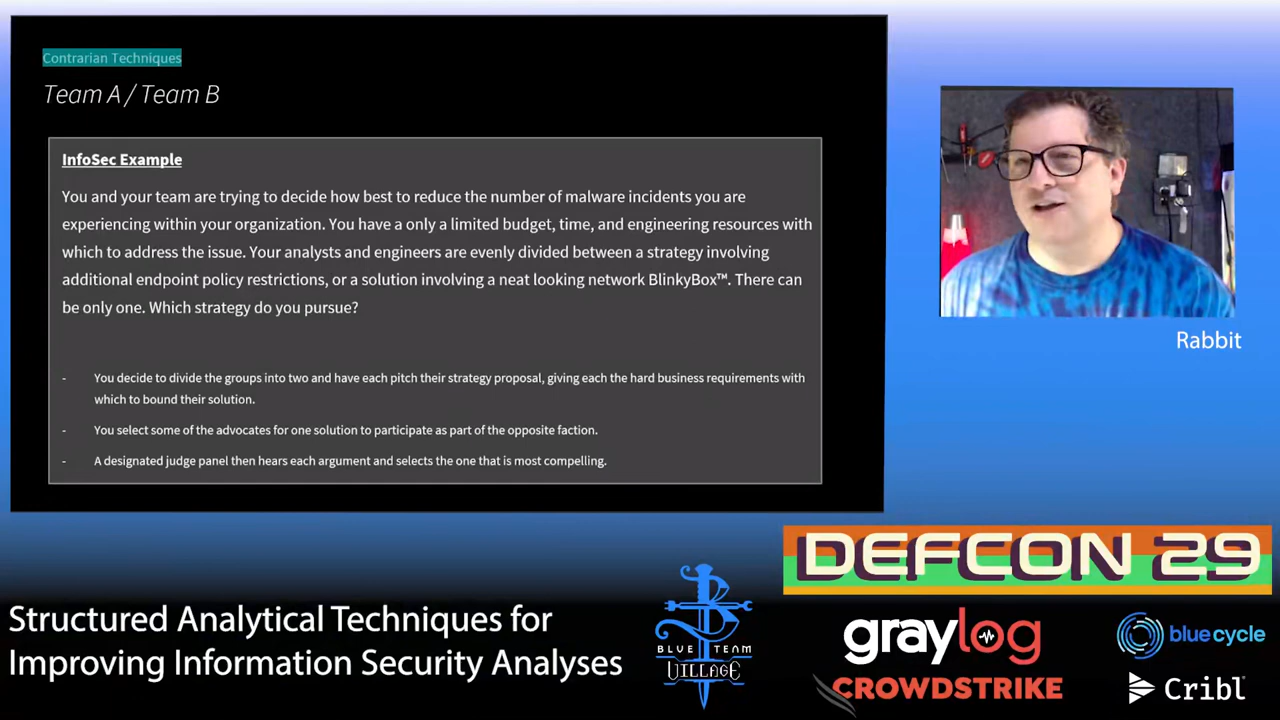 Contrarian Techniques
Team A / Team B
InfoSec Example
You and your team are trying to decide how best to reduce the number of malware incidents you are
experiencing within your organization. You have a only a limited budget, time, and engineering resources with
which to address the issue. Your analysts and engineers are evenly divided between a strategy involving
additional endpoint policy restrictions, or a solution involving a neat looking network BlinkyBox™. There can
be only one. Which strategy do you pursue?
- You decide to divide the groups into two and have each pitch their strategy proposal, giving each the hard business requirements with
which to bound their solution.
- You select some of the advocates for one solution to participate as part of the opposite faction.
- A designated judge panel then hears each argument and selects the one that is most compelling.
Rabbit
DEFCON 29
Structured Analytical Techniques for
Improving Information Security Analyses
BLUE TEAM
VILLAGE
graylog
blue cycle
CROWDSTRIKE
Cribl